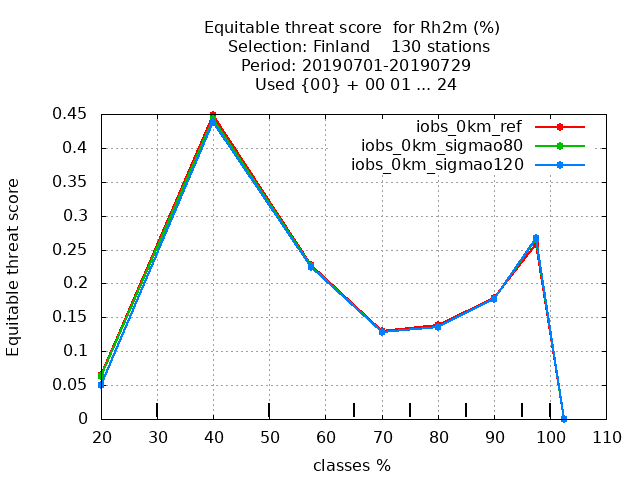 Equitable threat score for Rh2m (%)
Selection: Finland 130 stations
Period: 20190701-20190729
Used {00} + 00 01 ... 24
Equitable threat score
0.45
0.4
0.35
0.3
0.25
0.2
0.15
0.1
0.05
0
iobs_0km_ref
iobs_0km_sigmao80
iobs_0km_sigmao120
20 30 40 50 60 70 80 90 100 110
classes %